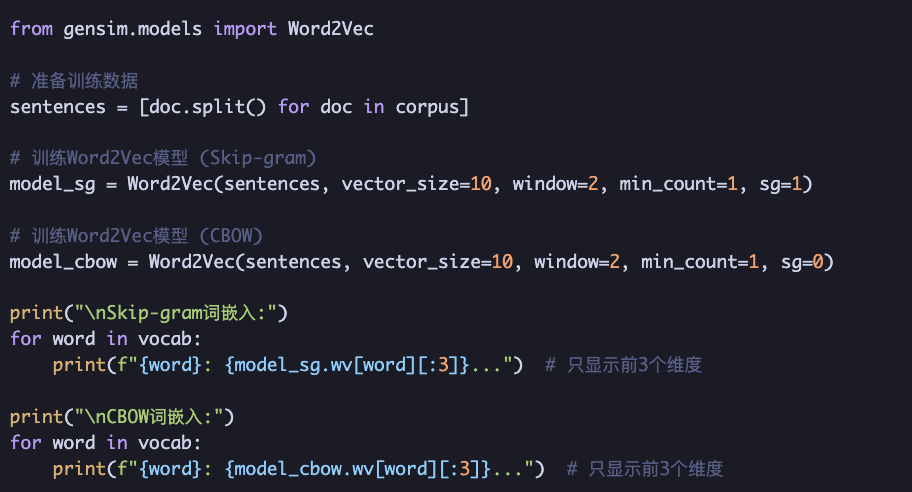 from gensim.models import Word2Vec
# 准备训练数据
sentences = [doc.split() for doc in corpus]
# 训练Word2Vec模型 (Skip-gram)
model_sg = Word2Vec(sentences, vector_size=10, window=2, min_count=1, sg=1)
# 训练Word2Vec模型 (CBOW)
model_cbow = Word2Vec(sentences, vector_size=10, window=2, min_count=1, sg=0)
print("\nSkip-gram词嵌入:")
for word in vocab:
    print(f"{word}: {model_sg.wv[word][:3]}...")  # 只显示前3个维度
print("\nCBOW词嵌入:")
for word in vocab:
    print(f"{word}: {model_cbow.wv[word][:3]}...")  # 只显示前3个维度